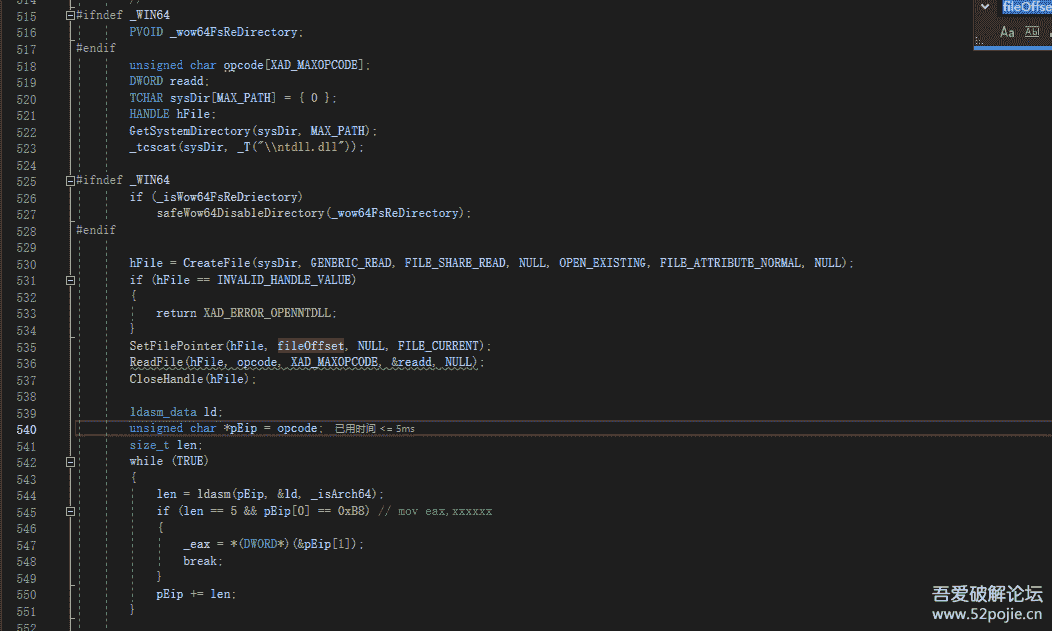 514 //
fileOffse
515 #ifndef _WIN64
516 PVOID _wow64FsReDirectory;
Aa Ab
517 #endif
518 unsigned char opcode[XAD_MAXOPCODE];
519 DWORD readd;
520 TCHAR sysDir[MAX_PATH] = { 0 };
521 HANDLE hFile;
522 GetSystemDirectory(sysDir, MAX_PATH);
523 _tcscat(sysDir, _T("\\ntdll.dll"));
524
525 #ifndef _WIN64
526 if (_isWow64FsReDriectory)
527 safeWow64DisableDirectory(_wow64FsReDirectory);
528 #endif
529
530 hFile = CreateFile(sysDir, GENERIC_READ, FILE_SHARE_READ, NULL, OPEN_EXISTING, FILE_ATTRIBUTE_NORMAL, NULL);
531 if (hFile == INVALID_HANDLE_VALUE)
532 {
533 return XAD_ERROR_OPENNTDLL;
534 }
535 SetFilePointer(hFile, fileOffset, NULL, FILE_CURRENT);
536 ReadFile(hFile, opcode, XAD_MAXOPCODE, &readd, NULL);
537 CloseHandle(hFile);
538
539 ldasm_data ld;
540 unsigned char *pEip = opcode; 已用时间 <= 5ms
541 size_t len;
542 while (TRUE)
543 {
544 len = ldasm(pEip, &ld, _isArch64);
545 if (len == 5 && pEip[0] == 0xB8) // mov eax,xxxxxx
546 {
547 _eax = *(DWORD*)(&pEip[1]);
548 break;
549 }
550 pEip += len;
551 }
552
吾爱破解论坛
www.52pojie.cn